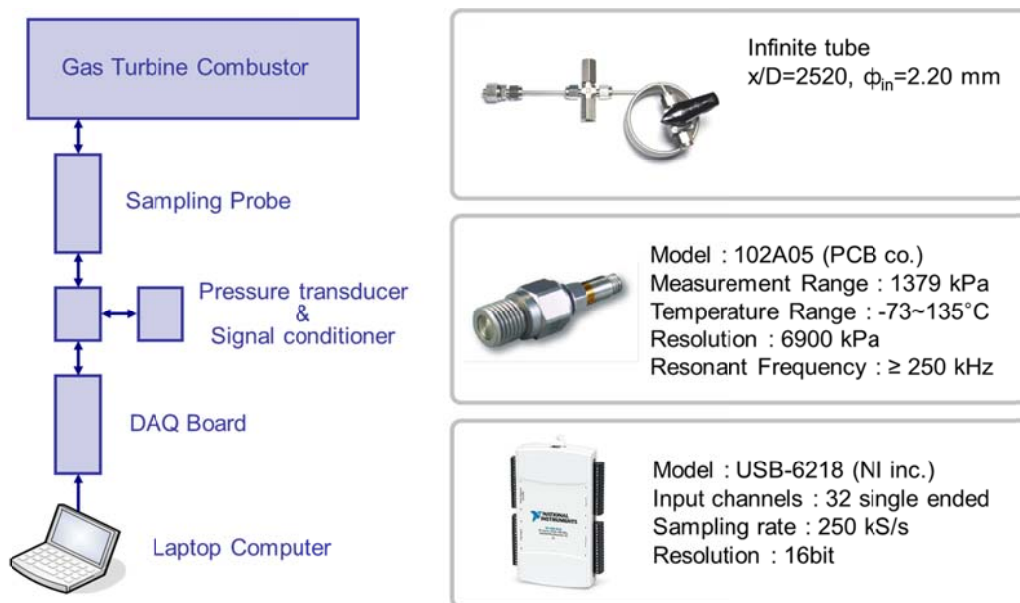 Gas Turbine Combustor
Sampling Probe
Pressure transducer
&
Signal conditioner
DAQ Board
Laptop Computer
Infinite tube
x/D=2520, ϕin=2.20 mm
Model : 102A05 (PCB co.)
Measurement Range : 1379 kPa
Temperature Range : -73~135°C
Resolution : 6900 kPa
Resonant Frequency : ≥ 250 kHz
NATIONAL
INSTRUMENTS
Model : USB-6218 (NI inc.)
Input channels : 32 single ended
Sampling rate : 250 kS/s
Resolution : 16bit